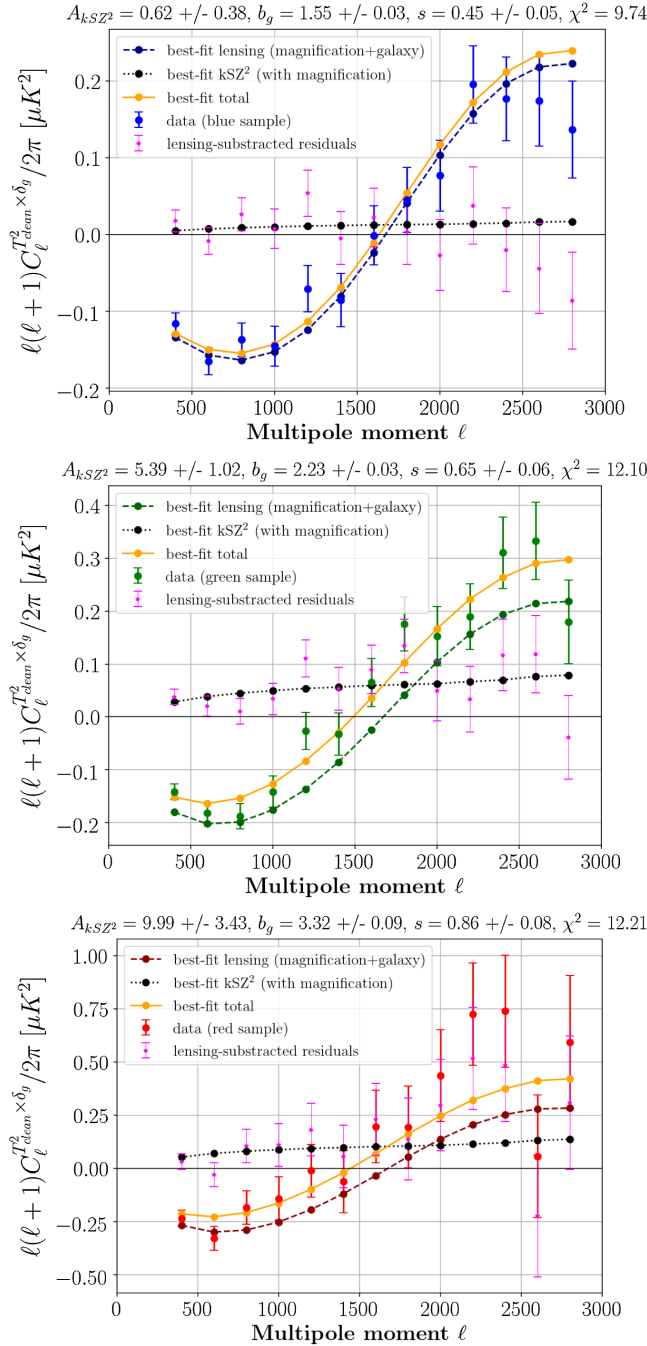 A_{kSZ²} = 0.62 +/- 0.38, b_g = 1.55 +/- 0.03, s = 0.45 +/- 0.05, χ² = 9.74
best-fit lensing (magnification+galaxy)
best-fit kSZ² (with magnification)
best-fit total
data (blue sample)
lensing-substracted residuals
ℓ(ℓ + 1)C_ℓ^{T²_{clean} × δ_g}/2π [μK²]
0.2
0.1
0.0
−0.1
−0.2
0 500 1000 1500 2000 2500 3000
Multipole moment ℓ
A_{kSZ²} = 5.39 +/- 1.02, b_g = 2.23 +/- 0.03, s = 0.65 +/- 0.06, χ² = 12.10
best-fit lensing (magnification+galaxy)
best-fit kSZ² (with magnification)
best-fit total
data (green sample)
lensing-substracted residuals
ℓ(ℓ + 1)C_ℓ^{T²_{clean} × δ_g}/2π [μK²]
0.4
0.3
0.2
0.1
0.0
−0.1
−0.2
0 500 1000 1500 2000 2500 3000
Multipole moment ℓ
A_{kSZ²} = 9.99 +/- 3.43, b_g = 3.32 +/- 0.09, s = 0.86 +/- 0.08, χ² = 12.21
best-fit lensing (magnification+galaxy)
best-fit kSZ² (with magnification)
best-fit total
data (red sample)
lensing-substracted residuals
ℓ(ℓ + 1)C_ℓ^{T²_{clean} × δ_g}/2π [μK²]
1.00
0.75
0.50
0.25
0.00
−0.25
−0.50
0 500 1000 1500 2000 2500 3000
Multipole moment ℓ